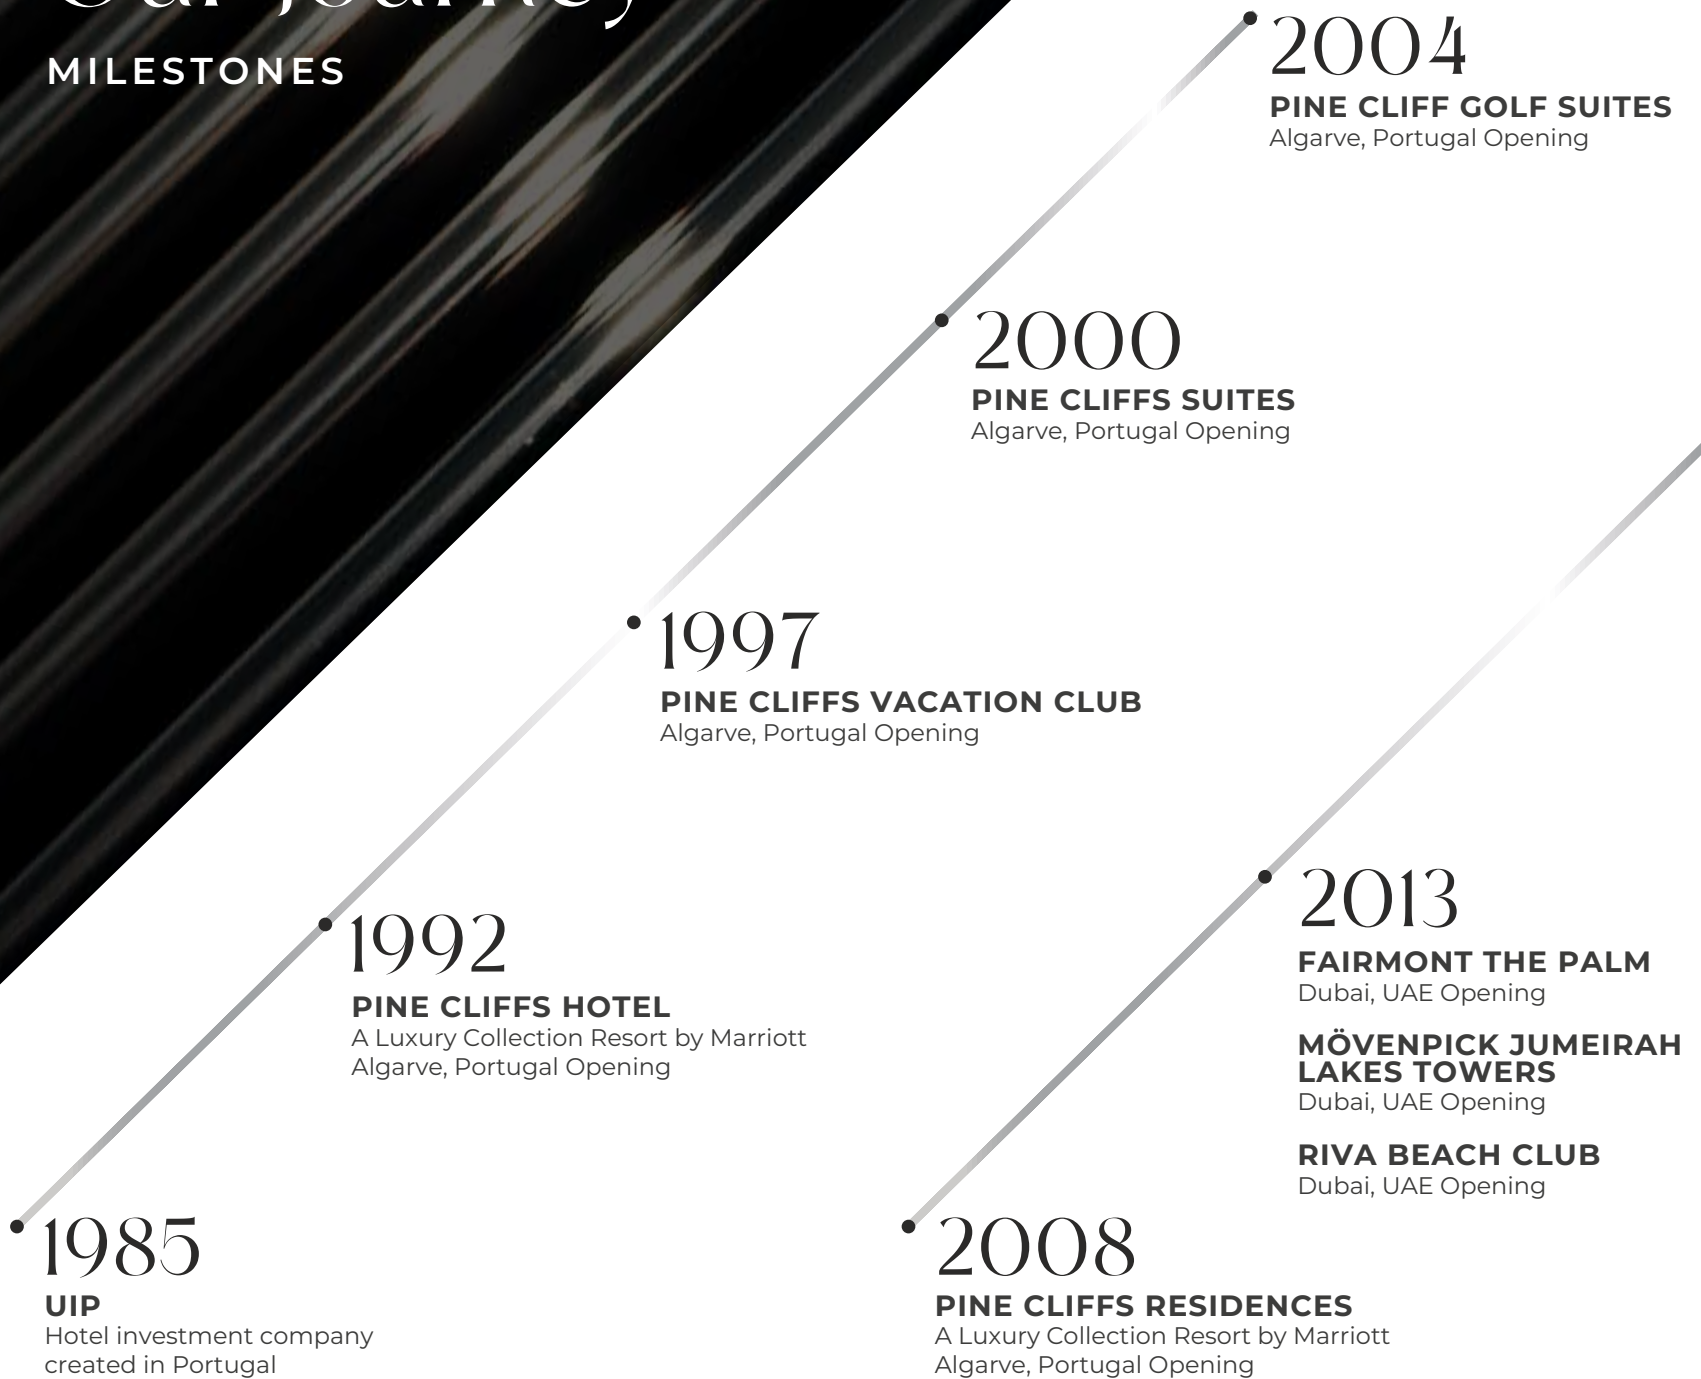 Our Journey
MILESTONES
2004
PINE CLIFF GOLF SUITES
Algarve, Portugal Opening
2000
PINE CLIFFS SUITES
Algarve, Portugal Opening
1997
PINE CLIFFS VACATION CLUB
Algarve, Portugal Opening
1992
PINE CLIFFS HOTEL
A Luxury Collection Resort by Marriott
Algarve, Portugal Opening
1985
UIP
Hotel investment company
created in Portugal
2013
FAIRMONT THE PALM
Dubai, UAE Opening
MÖVENPICK JUMEIRAH
LAKES TOWERS
Dubai, UAE Opening
RIVA BEACH CLUB
Dubai, UAE Opening
2008
PINE CLIFFS RESIDENCES
A Luxury Collection Resort by Marriott
Algarve, Portugal Opening